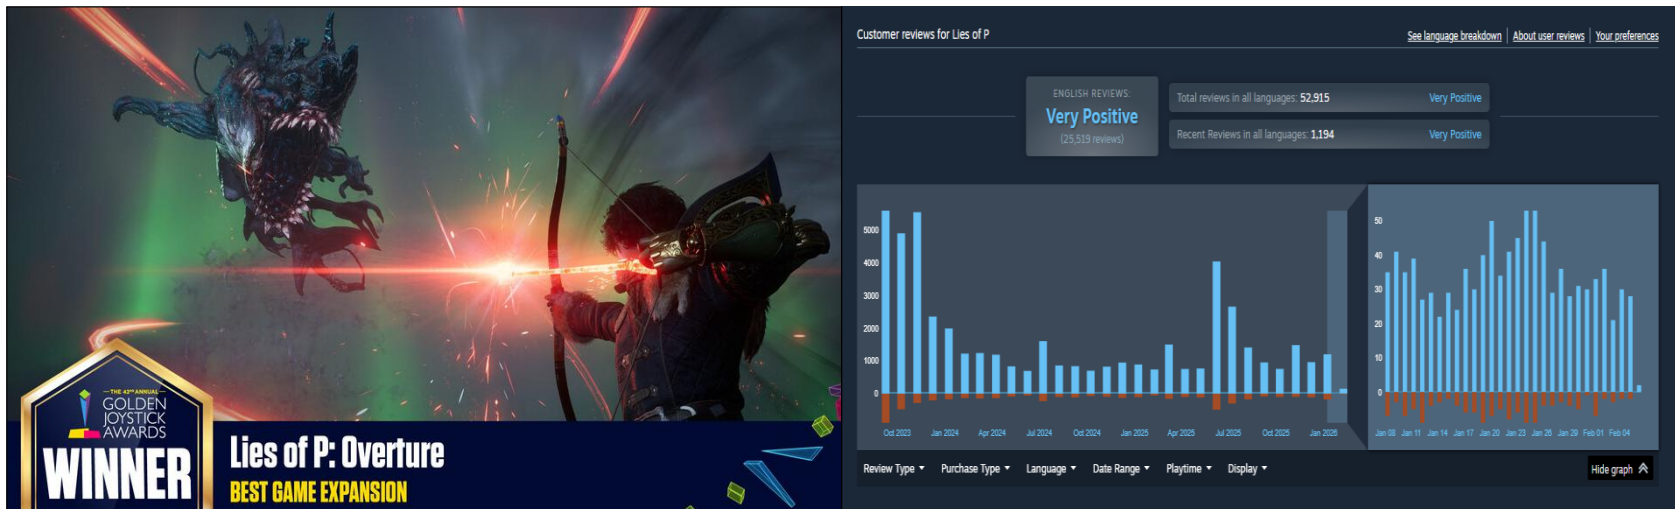 THE 43RD ANNUAL
GOLDEN
JOYSTICK
AWARDS
WINNER
Lies of P: Overture
BEST GAME EXPANSION
Customer reviews for Lies of P
See language breakdown
About user reviews
Your preferences
ENGLISH REVIEWS:
Very Positive
(25,519 reviews)
Total reviews in all languages: 52,915 Very Positive
Recent Reviews in all languages: 1,194 Very Positive
5000
4000
3000
2000
1000
0
Oct 2023 Jan 2024 Apr 2024 Jul 2024 Oct 2024 Jan 2025 Apr 2025 Jul 2025 Oct 2025 Jan 2026
50
40
30
20
10
0
Jan 08 Jan 11 Jan 14 Jan 17 Jan 20 Jan 23 Jan 26 Jan 29 Feb 01 Feb 04
Review Type Purchase Type Language Date Range Playtime Display
Hide graph